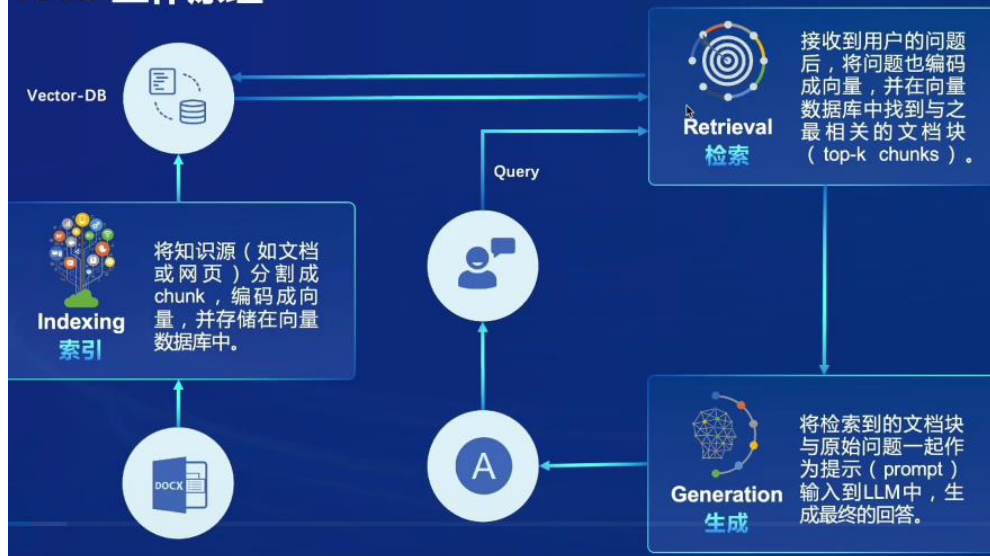 Vector-DB
Retrieval
检索
接收到用户的问题
后，将问题也编码
成向量，并在向量
数据库中找到与之
最相关的文档块
（top-k chunks）。
Query
Indexing
索引
将知识源（如文档
或网页）分割成
chunk，编码成向
量，并存储在向量
数据库中。
DOCX
A
Generation
生成
将检索到的文档块
与原始问题一起作
为提示（prompt）
输入到LLM中，生
成最终的回答。